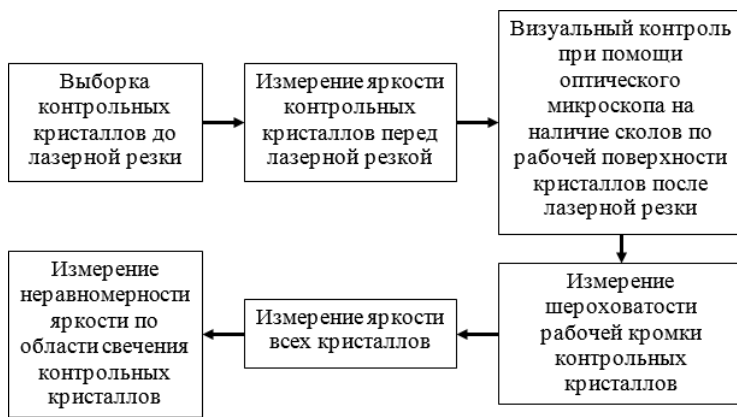 Выборка
контрольных
кристаллов до
лазерной резки
Измерение яркости
контрольных
кристаллов перед
лазерной резкой
Визуальный контроль
при помощи
оптического
микроскопа на
наличие сколов по
рабочей поверхности
кристаллов после
лазерной резки
Измерение
шероховатости
рабочей кромки
контрольных
кристаллов
Измерение яркости
всех кристаллов
Измерение
неравномерности
яркости по
области свечения
контрольных
кристаллов